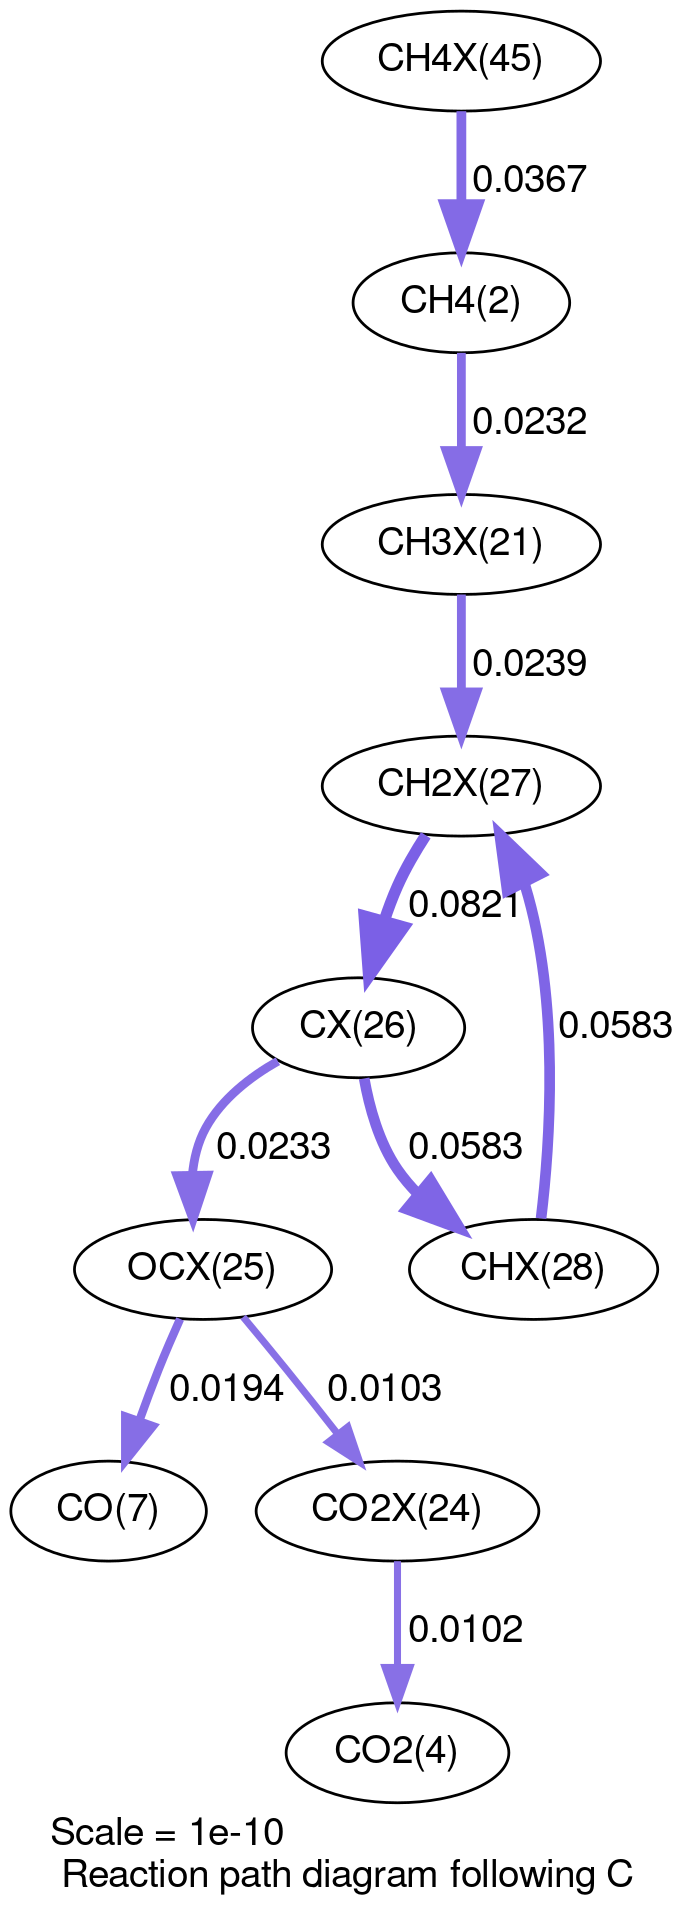 CH4X(45)
0.0367
CH4(2)
0.0232
CH3X(21)
0.0239
CH2X(27)
0.0821
CX(26)
0.0583
0.0233
0.0583
OCX(25)
CHX(28)
0.0194
0.0103
CO(7)
CO2X(24)
0.0102
CO2(4)
Scale = 1e-10
Reaction path diagram following C